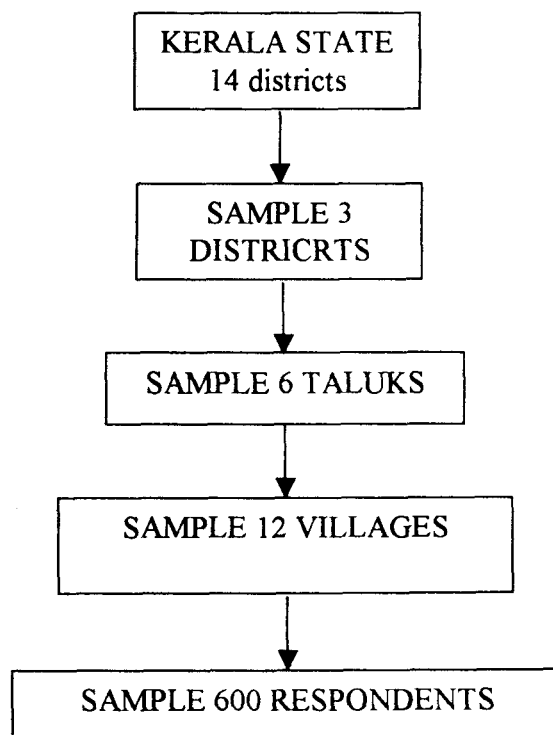 KERALA STATE
14 districts
SAMPLE 3
DISTRICRTS
SAMPLE 6 TALUKS
SAMPLE 12 VILLAGES
SAMPLE 600 RESPONDENTS